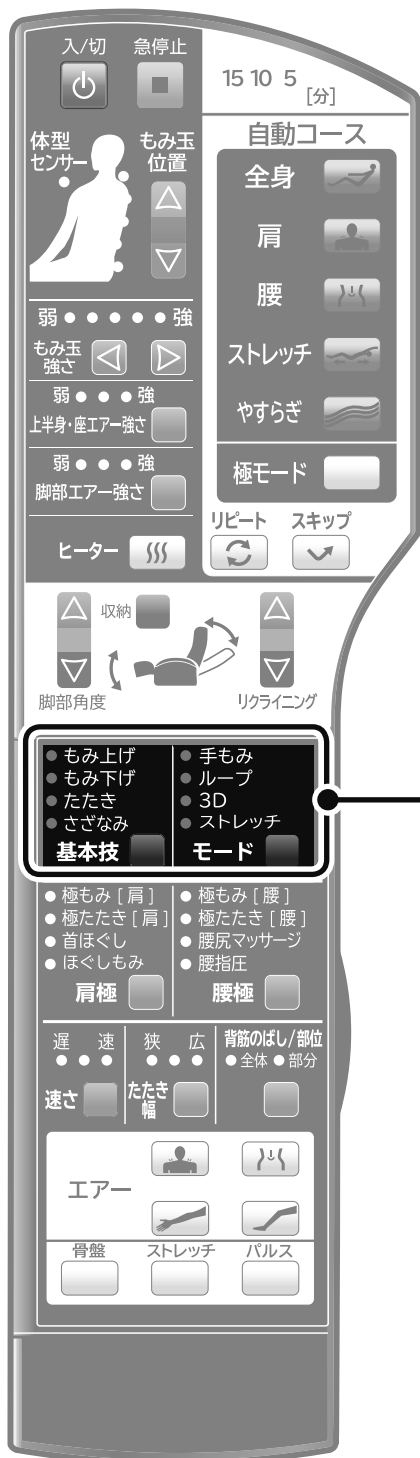 入/切 急停止
15 10 5
[分]
体型
センサー
もみ玉
位置
自動コース
全身
肩
腰
ストレッチ
やすらぎ
極モード
弱 強
もみ玉
強さ
弱 強
上半身・座エアー強さ
弱 強
脚部エアー強さ
ヒーター
リピート スキップ
収納
脚部角度 リクライニング
もみ上げ 手もみ
もみ下げ ループ
たたき 3D
さざなみ ストレッチ
基本技 モード
極もみ[肩] 極もみ[腰]
極たたき[肩] 極たたき[腰]
首ほぐし 腰尻マッサージ
ほぐしもみ 腰指圧
肩極 腰極
遅 速 狭 広 背筋のばし/部位
全体 部分
速さ たたき
幅
エアー
骨盤 ストレッチ パルス